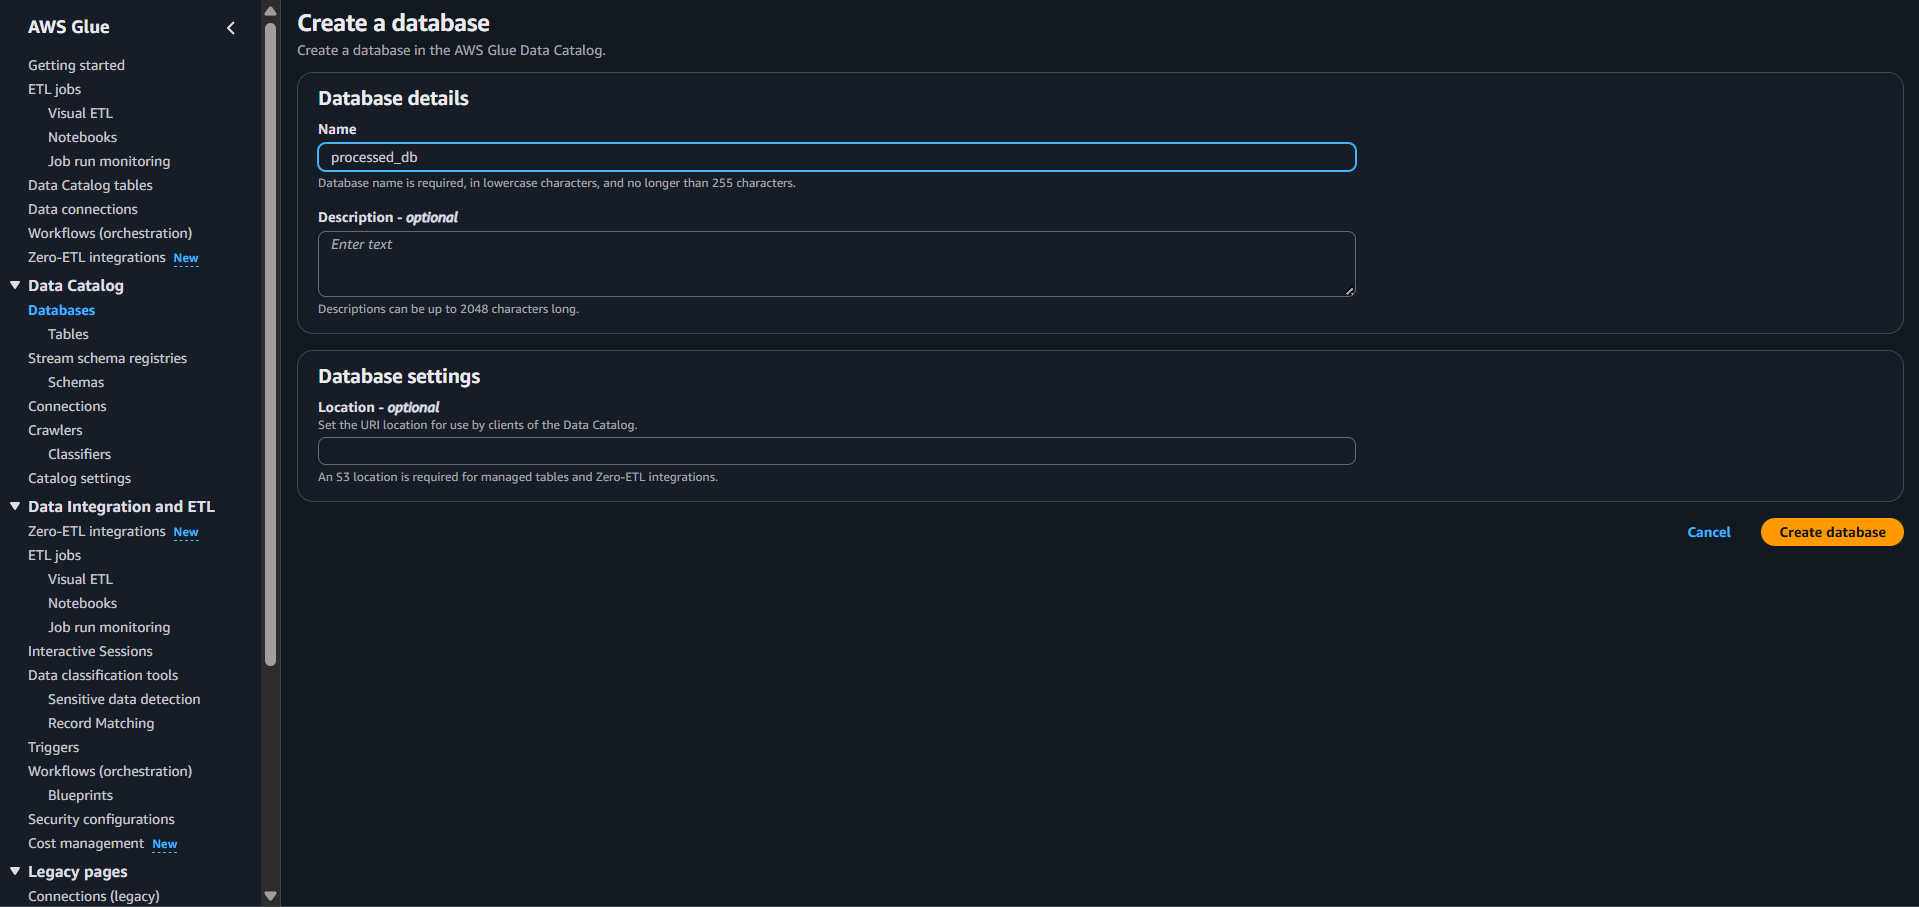 AWS Glue
Getting started
ETL jobs
Visual ETL
Notebooks
Job run monitoring
Data Catalog tables
Data connections
Workflows (orchestration)
Zero-ETL integrations New
Data Catalog
Databases
Tables
Stream schema registries
Schemas
Connections
Crawlers
Classifiers
Catalog settings
Data Integration and ETL
Zero-ETL integrations New
ETL jobs
Visual ETL
Notebooks
Job run monitoring
Interactive Sessions
Data classification tools
Sensitive data detection
Record Matching
Triggers
Workflows (orchestration)
Blueprints
Security configurations
Cost management New
Legacy pages
Connections (legacy)
Create a database
Create a database in the AWS Glue Data Catalog.
Database details
Name
processed_db
Database name is required, in lowercase characters, and no longer than 255 characters.
Description - optional
Enter text
Descriptions can be up to 2048 characters long.
Database settings
Location - optional
Set the URI location for use by clients of the Data Catalog.
An S3 location is required for managed tables and Zero-ETL integrations.
Cancel
Create database